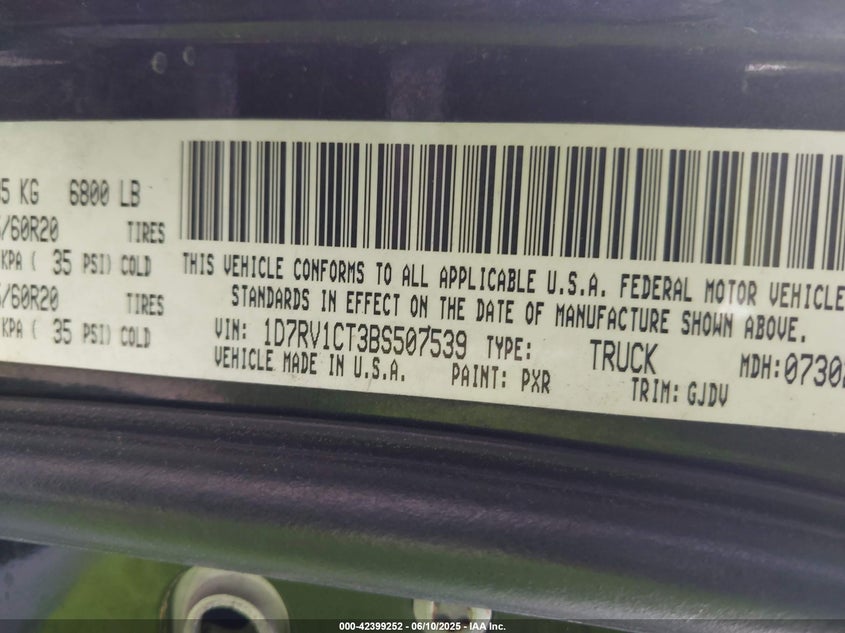 5 KG 6800 LB
/60R20 TIRES
KPA ( 35 PSI) COLD
/60R20 TIRES
KPA ( 35 PSI) COLD
THIS VEHICLE CONFORMS TO ALL APPLICABLE U.S.A. FEDERAL MOTOR VEHICLE
STANDARDS IN EFFECT ON THE DATE OF MANUFACTURE SHOWN ABOVE.
VIN: 1D7RV1CT3BS507539 TYPE: TRUCK MDH: 0730
VEHICLE MADE IN U.S.A. PAINT: PXR TRIM: GJDV
000-42399252 - 06/10/2025 - IAA Inc.